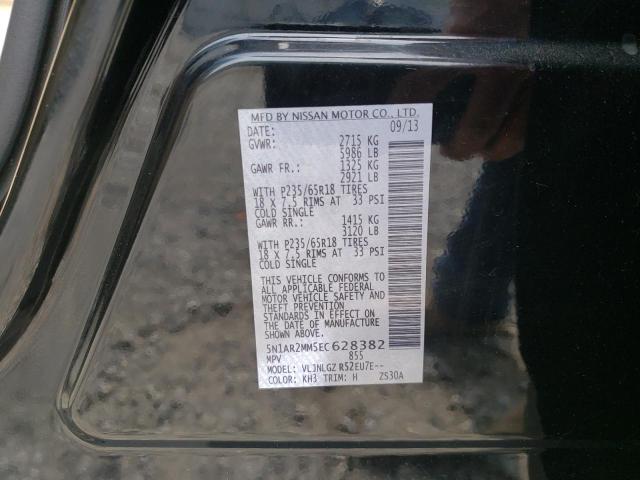 MFD BY NISSAN MOTOR CO., LTD.
DATE: 09/13
GVWR: 2715 KG
5986 LB
GAWR FR.: 1325 KG
2921 LB
WITH P235/65R18 TIRES
18 X 7.5 RIMS AT 33 PSI
COLD SINGLE
GAWR RR.: 1415 KG
3120 LB
WITH P235/65R18 TIRES
18 X 7.5 RIMS AT 33 PSI
COLD SINGLE
THIS VEHICLE CONFORMS TO
ALL APPLICABLE FEDERAL
MOTOR VEHICLE SAFETY AND
THEFT PREVENTION
STANDARDS IN EFFECT ON
THE DATE OF MANUFACTURE
SHOWN ABOVE.
5N1AR2MM5EC628382
MPV 855
MODEL: VLJNLGZ R52EU7E--
COLOR: KH3 TRIM: H ZS30A